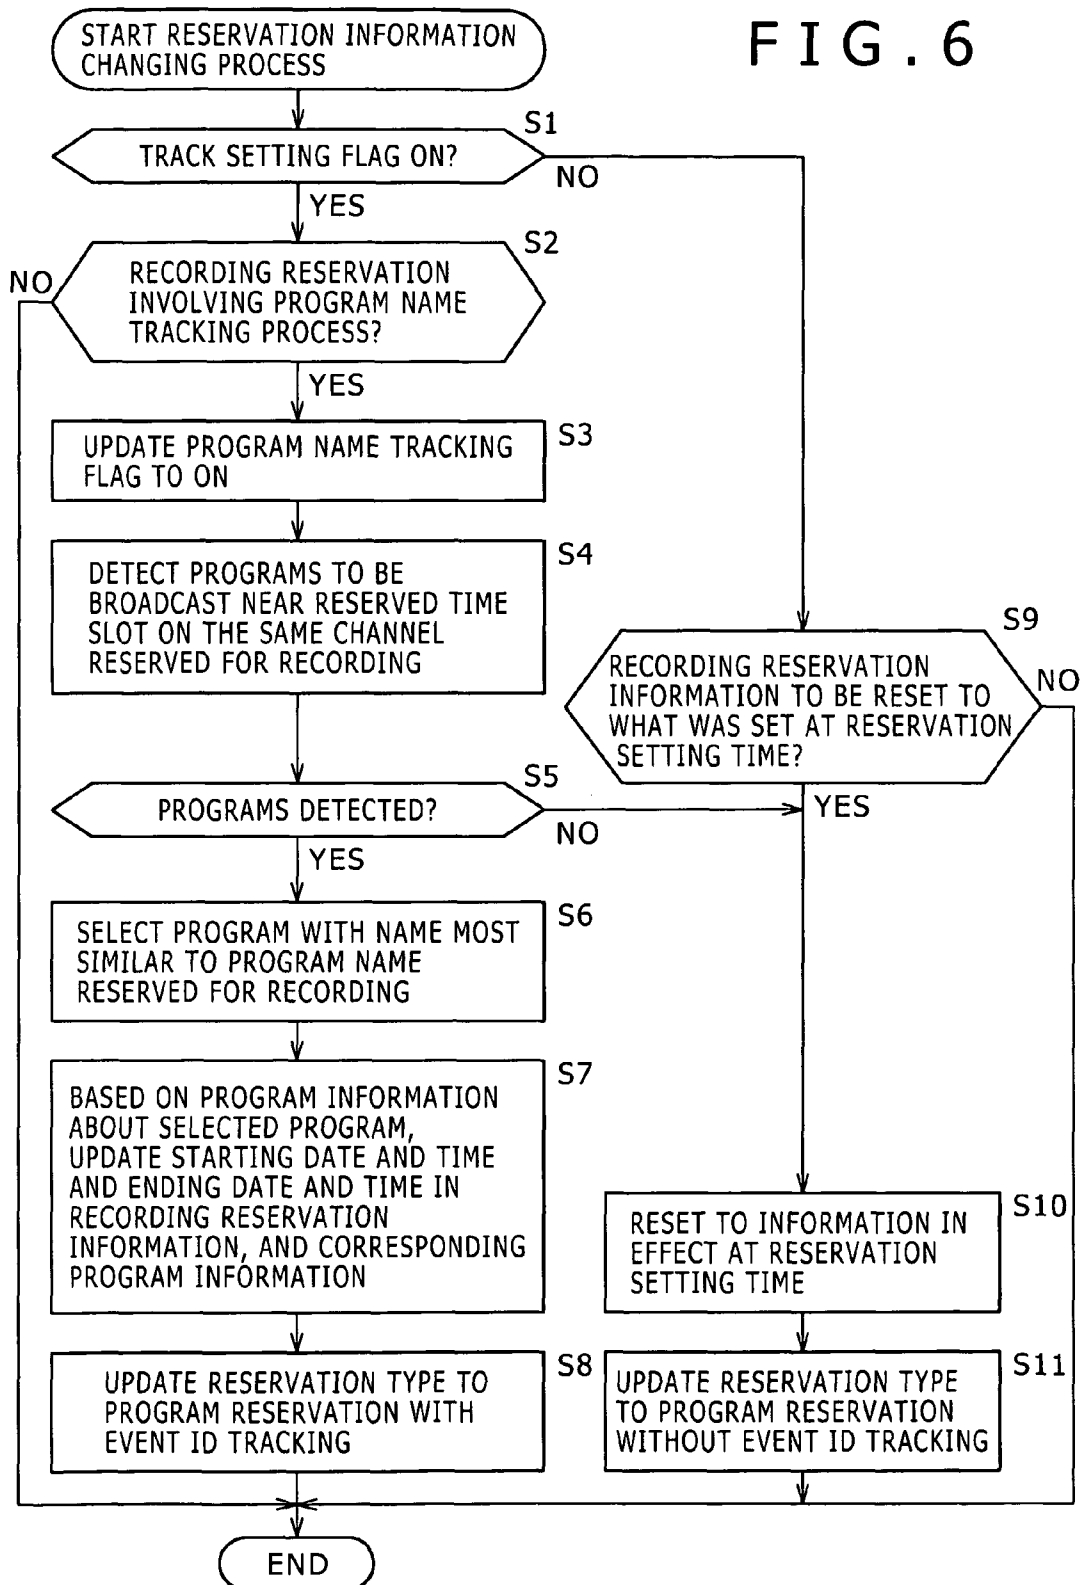 FIG. 6
START RESERVATION INFORMATION
CHANGING PROCESS
S1
TRACK SETTING FLAG ON?
NO
YES
S2
NO
RECORDING RESERVATION
INVOLVING PROGRAM NAME
TRACKING PROCESS?
YES
S3
UPDATE PROGRAM NAME TRACKING
FLAG TO ON
S4
DETECT PROGRAMS TO BE
BROADCAST NEAR RESERVED TIME
SLOT ON THE SAME CHANNEL
RESERVED FOR RECORDING
S5
PROGRAMS DETECTED?
NO
YES
S6
SELECT PROGRAM WITH NAME MOST
SIMILAR TO PROGRAM NAME
RESERVED FOR RECORDING
S7
BASED ON PROGRAM INFORMATION
ABOUT SELECTED PROGRAM,
UPDATE STARTING DATE AND TIME
AND ENDING DATE AND TIME IN
RECORDING RESERVATION
INFORMATION, AND CORRESPONDING
PROGRAM INFORMATION
S8
UPDATE RESERVATION TYPE TO
PROGRAM RESERVATION WITH
EVENT ID TRACKING
S9
RECORDING RESERVATION
INFORMATION TO BE RESET TO
WHAT WAS SET AT RESERVATION
SETTING TIME?
NO
YES
S10
RESET TO INFORMATION IN
EFFECT AT RESERVATION
SETTING TIME
S11
UPDATE RESERVATION TYPE
TO PROGRAM RESERVATION
WITHOUT EVENT ID TRACKING
END